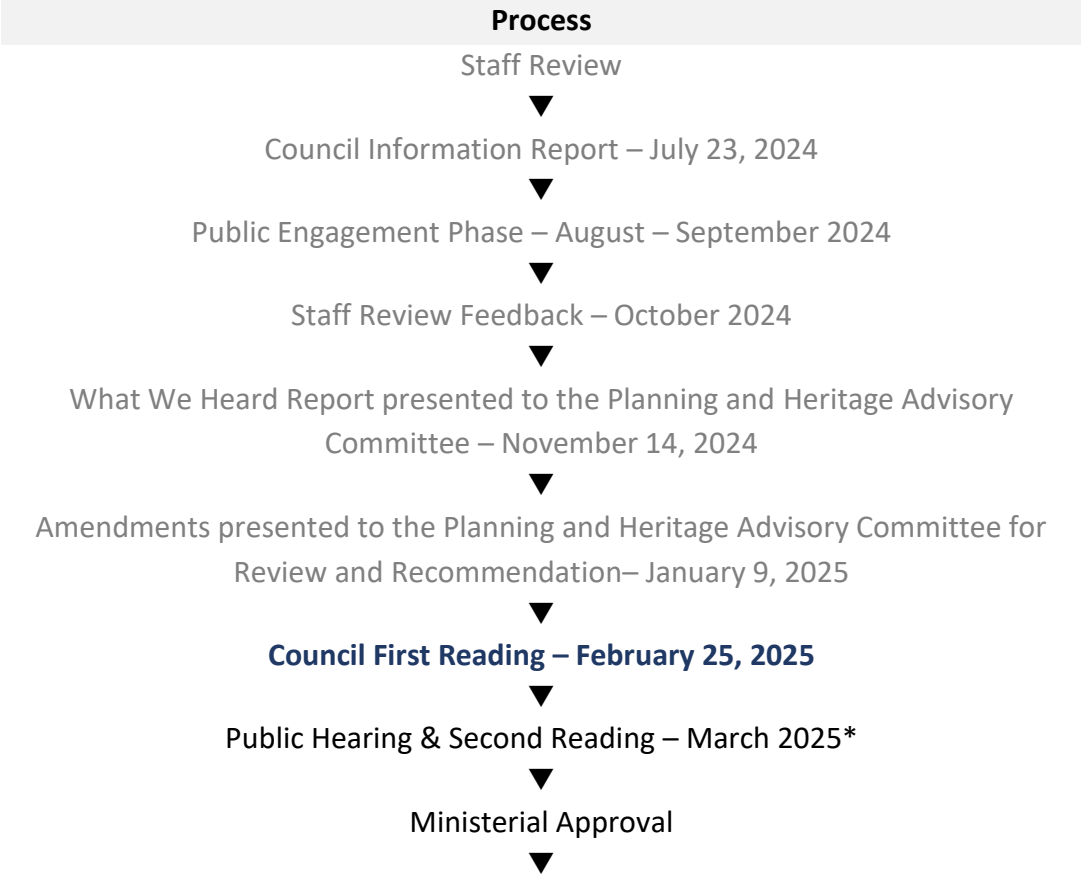 Process
Staff Review
▼
Council Information Report – July 23, 2024
▼
Public Engagement Phase – August – September 2024
▼
Staff Review Feedback – October 2024
▼
What We Heard Report presented to the Planning and Heritage Advisory
Committee – November 14, 2024
▼
Amendments presented to the Planning and Heritage Advisory Committee for
Review and Recommendation– January 9, 2025
▼
Council First Reading – February 25, 2025
▼
Public Hearing & Second Reading – March 2025*
▼
Ministerial Approval
▼